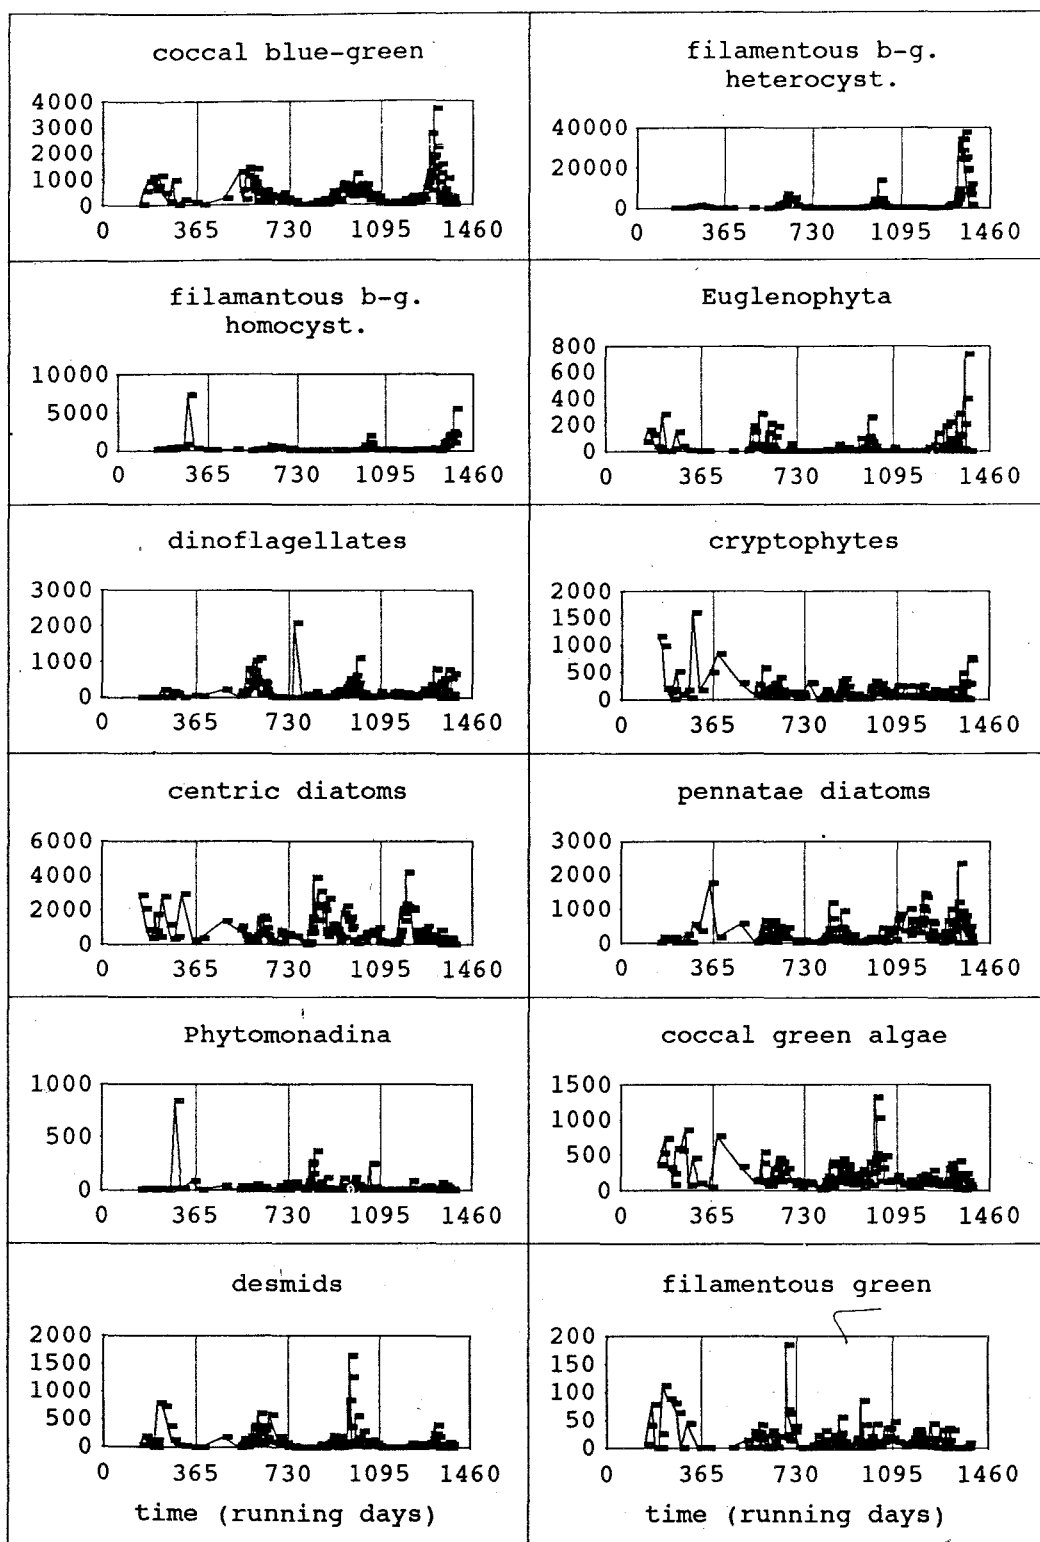 coccal blue-green
4000
3000
2000
1000
0
0 365 730 1095 1460
filamentous b-g.
heterocyst.
40000
20000
0
0 365 730 1095 1460
filamantous b-g.
homocyst.
10000
5000
0
0 365 730 1095 1460
Euglenophyta
800
600
400
200
0
0 365 730 1095 1460
dinoflagellates
3000
2000
1000
0
0 365 730 1095 1460
cryptophytes
2000
1500
1000
500
0
0 365 730 1095 1460
centric diatoms
6000
4000
2000
0
0 365 730 1095 1460
pennatae diatoms
3000
2000
1000
0
0 365 730 1095 1460
Phytomonadina
1000
500
0
0 365 730 1095 1460
coccal green algae
1500
1000
500
0
0 365 730 1095 1460
desmids
2000
1500
1000
500
0
0 365 730 1095 1460
time (running days)
filamentous green
200
150
100
50
0
0 365 730 1095 1460
time (running days)